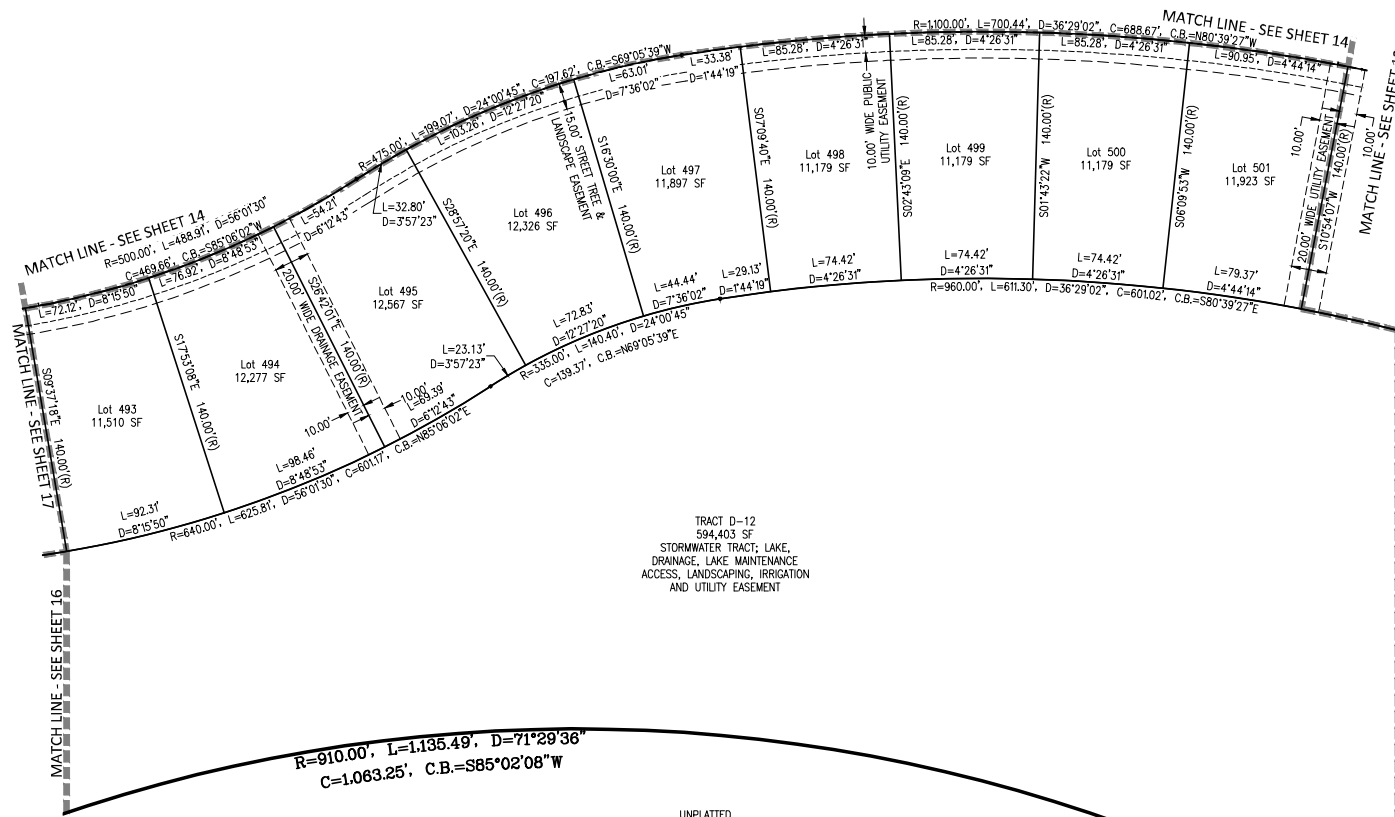 MATCH LINE - SEE SHEET 14
R=1,100.00', L=700.44', D=36°29'02", C=688.67', C.B.=N80°39'27"W
L=85.28', D=4°26'31"
L=85.28', D=4°26'31"
L=85.28', D=4°26'31"
L=90.95', D=4°44'14"
MATCH LINE - SEE SHEET 14
R=500.00', L=488.91', D=56°01'30"
C=469.66', C.B.=S85°06'02"W
L=72.12', D=8°15'50"
L=76.92', D=8°48'53"
L=54.21'
D=6°12'43"
R=475.00', L=199.07', D=24°00'45", C=197.62', C.B.=S69°05'39"W
L=32.80'
D=3°57'23"
L=103.26', D=12°27'20"
L=63.01'
D=7°36'02"
L=33.38'
D=1°44'19"
MATCH LINE - SEE SHEET 17
S09°37'18"E 140.00'(R)
Lot 493
11,510 SF
L=92.31'
D=8°15'50"
S17°53'08"E 140.00'(R)
Lot 494
12,277 SF
L=98.46'
D=8°48'53"
20.00' WIDE DRAINAGE EASEMENT
S26°42'01"E 140.00'(R)
10.00'
10.00'
Lot 495
12,567 SF
L=69.39'
D=6°12'43"
L=23.13'
D=3°57'23"
S28°57'20"E 140.00'(R)
Lot 496
12,326 SF
L=72.83'
D=12°27'20"
15.00' STREET TREE &
LANDSCAPE EASEMENT
S16°30'00"E 140.00'(R)
Lot 497
11,897 SF
L=44.44'
D=7°36'02"
L=29.13'
D=1°44'19"
S07°09'40"E 140.00'(R)
Lot 498
11,179 SF
L=74.42'
D=4°26'31"
10.00' WIDE PUBLIC
UTILITY EASEMENT
S02°43'09"E 140.00'(R)
Lot 499
11,179 SF
L=74.42'
D=4°26'31"
S01°43'22"W 140.00'(R)
Lot 500
11,179 SF
L=74.42'
D=4°26'31"
S06°09'53"W 140.00'(R)
Lot 501
11,923 SF
L=79.37'
D=4°44'14"
10.00'
20.00' WIDE UTILITY EASEMENT
S10°54'07"W 140.00'(R)
10.00'
MATCH LINE - SEE SHEET
R=640.00', L=625.81', D=56°01'30", C=601.17', C.B.=N85°06'02"E
R=335.00', L=140.40', D=24°00'45"
C=139.37', C.B.=N69°05'39"E
R=960.00', L=611.30', D=36°29'02", C=601.02', C.B.=S80°39'27"E
TRACT D-12
594,403 SF
STORMWATER TRACT; LAKE,
DRAINAGE, LAKE MAINTENANCE
ACCESS, LANDSCAPING, IRRIGATION
AND UTILITY EASEMENT
MATCH LINE - SEE SHEET 16
R=910.00', L=1,135.49', D=71°29'36"
C=1,063.25', C.B.=S85°02'08"W
UNPLATTED